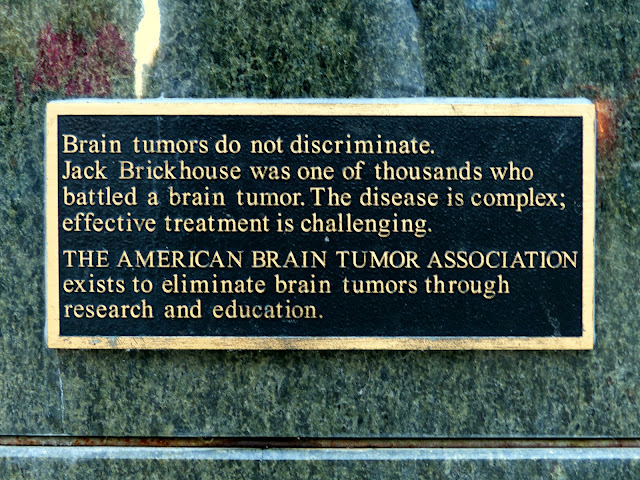 Brain tumors do not discriminate.
Jack Brickhouse was one of thousands who
battled a brain tumor. The disease is complex;
effective treatment is challenging.
THE AMERICAN BRAIN TUMOR ASSOCIATION
exists to eliminate brain tumors through
research and education.